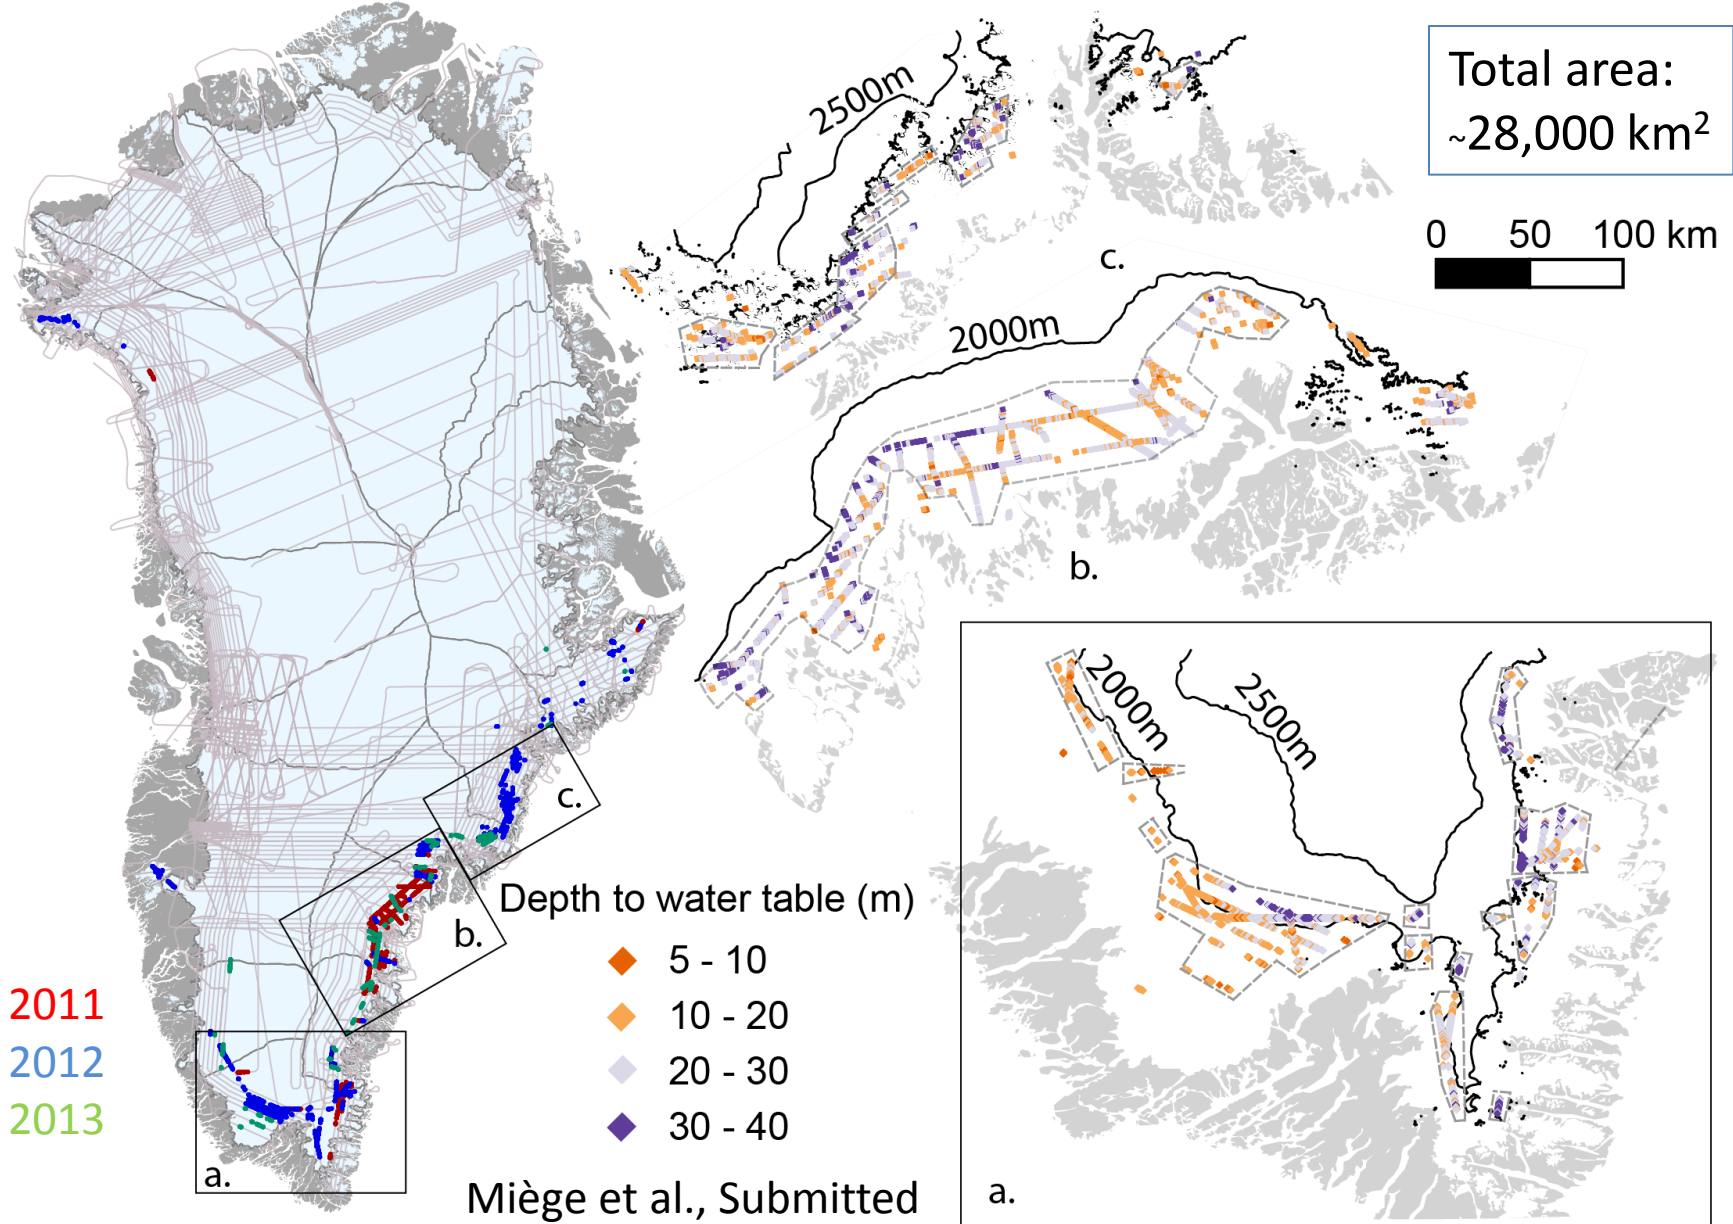 2500m
Total area:
~28,000 km²
0 50 100 km
c.
2000m
b.
2000m
2500m
a.
c.
b.
a.
Depth to water table (m)
5 - 10
10 - 20
20 - 30
30 - 40
2011
2012
2013
Miège et al., Submitted